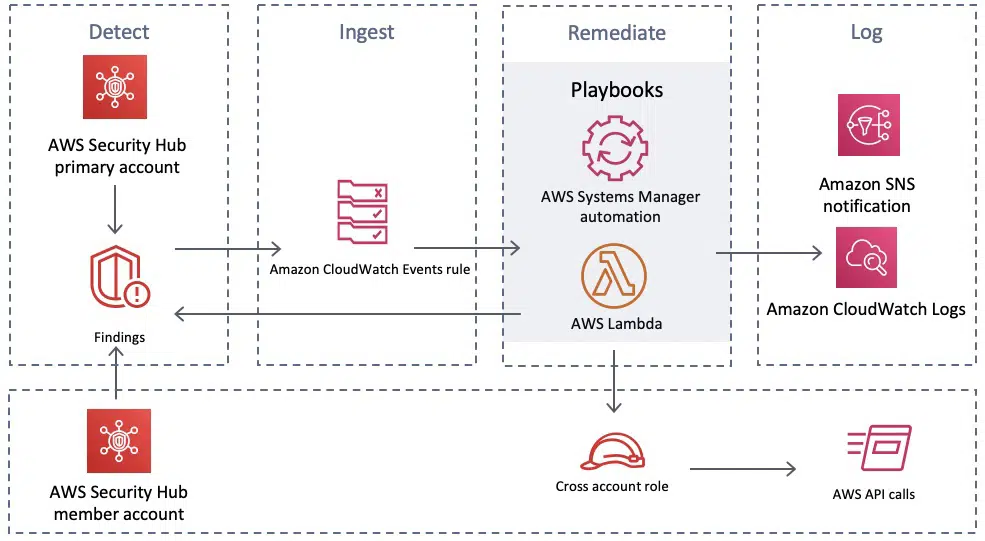 Detect
AWS Security Hub
primary account
Findings
Ingest
Amazon CloudWatch Events rule
Remediate
Playbooks
AWS Systems Manager
automation
AWS Lambda
Log
Amazon SNS
notification
Amazon CloudWatch Logs
AWS Security Hub
member account
Cross account role
AWS API calls